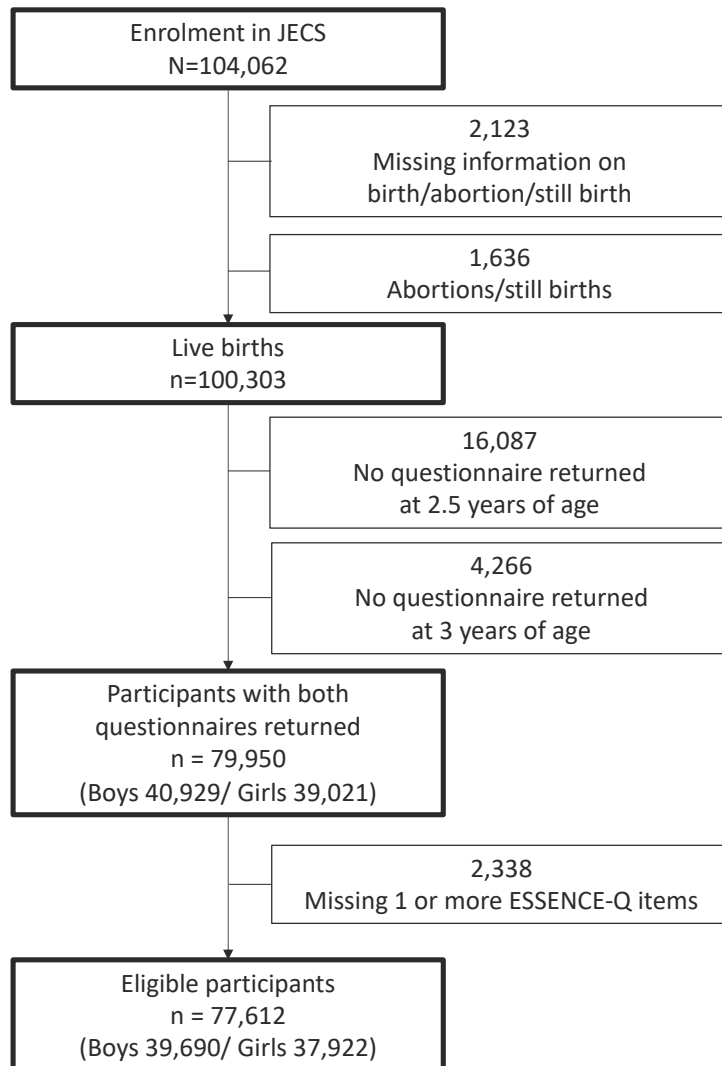 Enrolment in JECS
N=104,062
2,123
Missing information on
birth/abortion/still birth
1,636
Abortions/still births
Live births
n=100,303
16,087
No questionnaire returned
at 2.5 years of age
4,266
No questionnaire returned
at 3 years of age
Participants with both
questionnaires returned
n = 79,950
(Boys 40,929/ Girls 39,021)
2,338
Missing 1 or more ESSENCE-Q items
Eligible participants
n = 77,612
(Boys 39,690/ Girls 37,922)